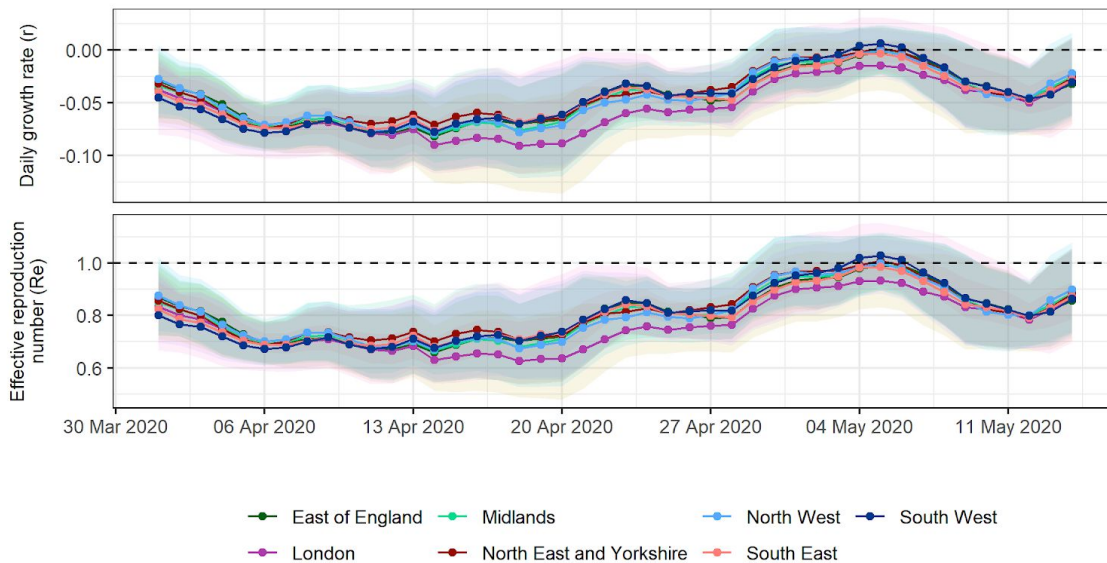 Daily growth rate (r)
0.00
-0.05
-0.10
Effective reproduction
number (Re)
1.0
0.8
0.6
30 Mar 2020 06 Apr 2020 13 Apr 2020 20 Apr 2020 27 Apr 2020 04 May 2020 11 May 2020
East of England Midlands North West South West
London North East and Yorkshire South East